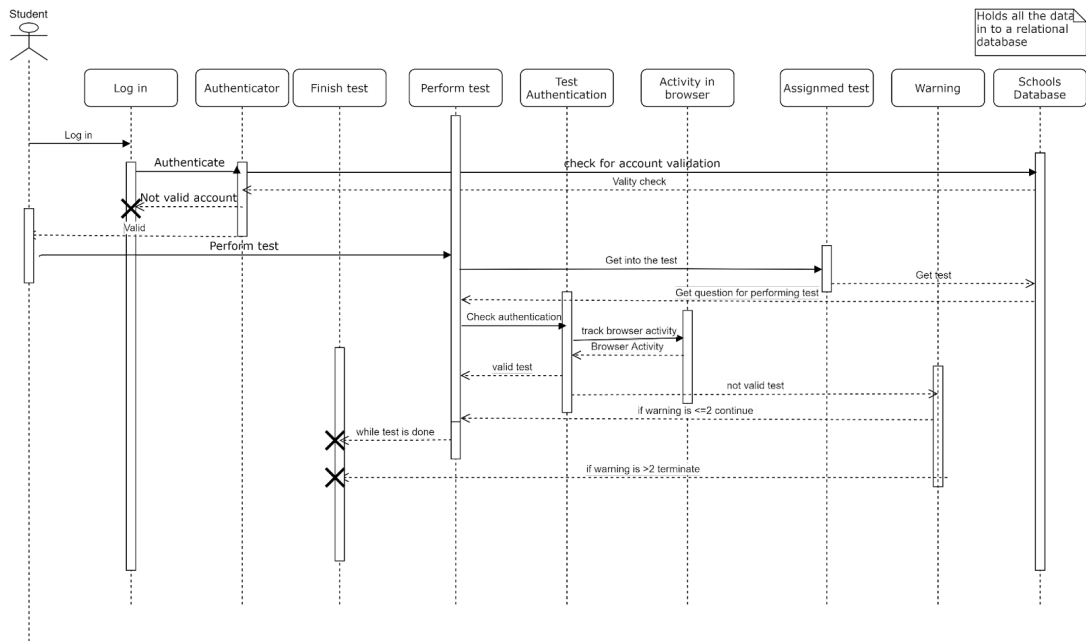 Student
Holds all the data
in to a relational
database
Log in
Authenticator
Finish test
Perform test
Test
Authentication
Activity in
browser
Assignmed test
Warning
Schools
Database
Log in
Authenticate
check for account validation
Vality check
Not valid account
Valid
Perform test
Get into the test
Get test
Get question for performing test
Check authentication
track browser activity
Browser Activity
valid test
not valid test
if warning is <=2 continue
while test is done
if warning is >2 terminate